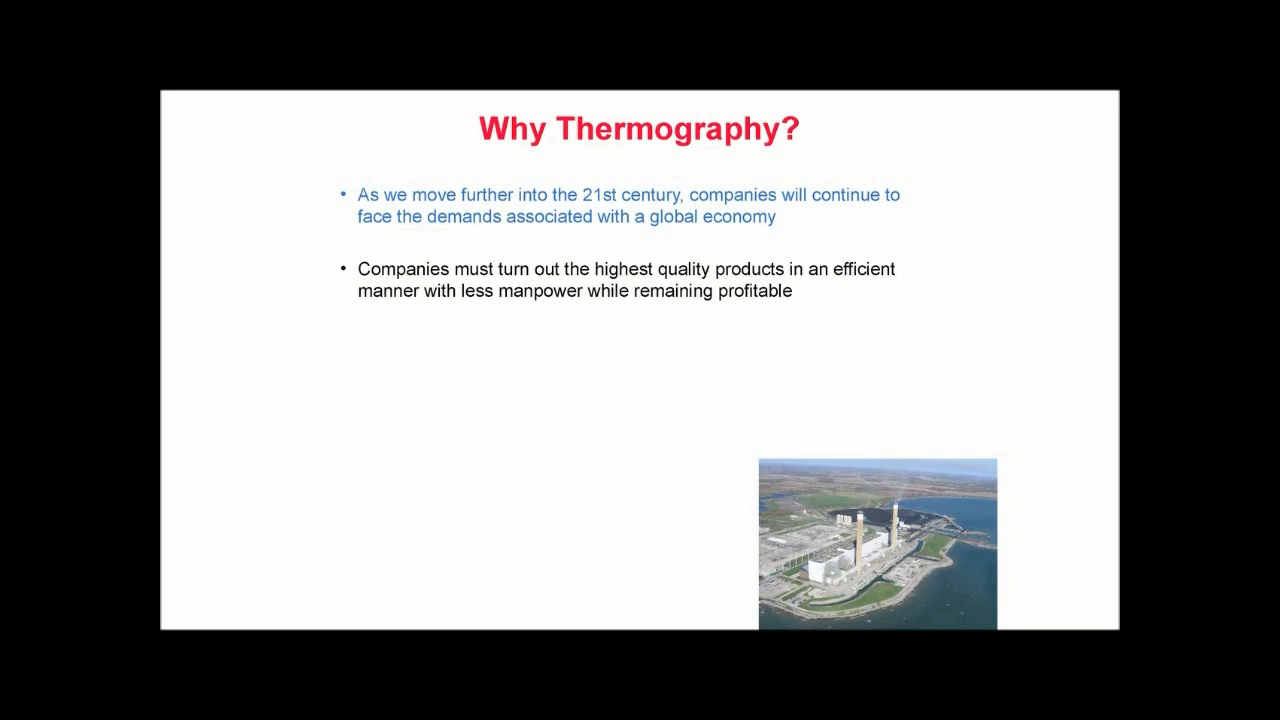 Why Thermography?
• As we move further into the 21st century, companies will continue to
face the demands associated with a global economy
• Companies must turn out the highest quality products in an efficient
manner with less manpower while remaining profitable